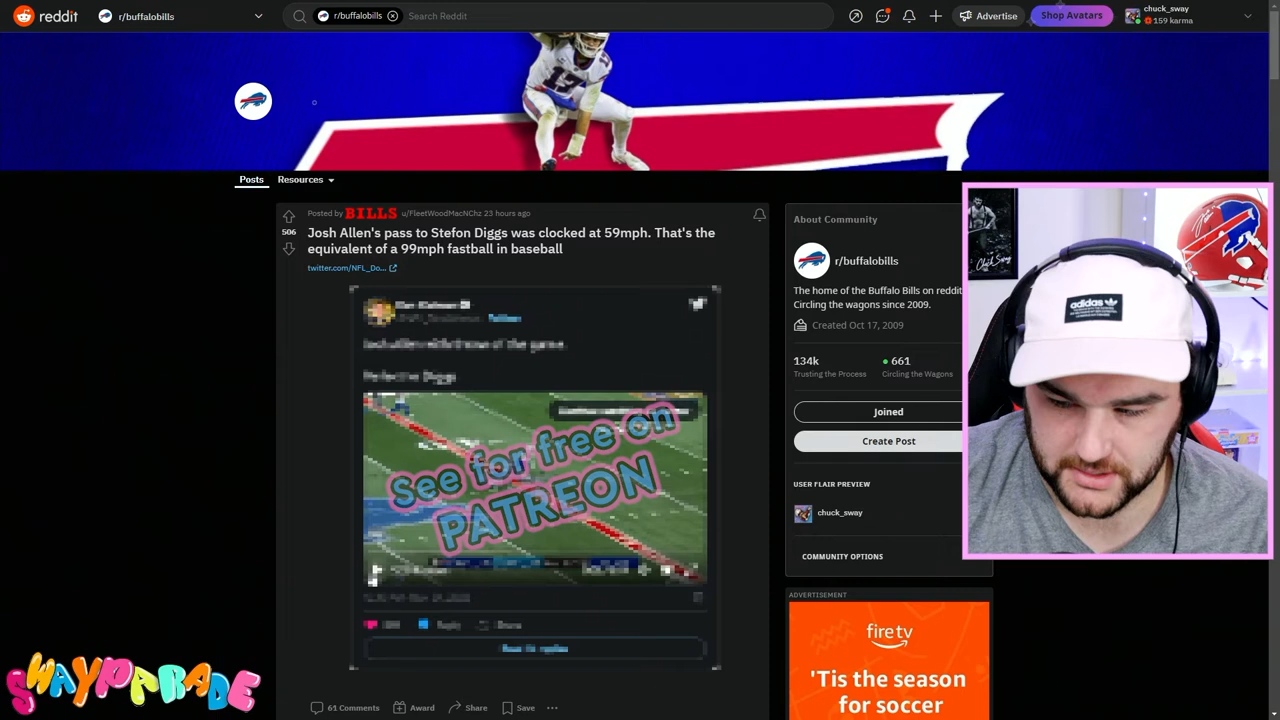 reddit
r/buffalobills
r/buffalobills
Search Reddit
Advertise
Shop Avatars
chuck_sway
159 karma
17
Posts
Resources
Posted by BILLS u/FleetWoodMacNChz 23 hours ago
506
Josh Allen's pass to Stefon Diggs was clocked at 59mph. That's the
equivalent of a 99mph fastball in baseball
twitter.com/NFL_Do...
See for free on
PATREON
61 Comments
Award
Share
Save
About Community
r/buffalobills
The home of the Buffalo Bills on reddit
Circling the wagons since 2009.
Created Oct 17, 2009
134k
661
Trusting the Process
Circling the Wagons
Joined
Create Post
USER FLAIR PREVIEW
chuck_sway
COMMUNITY OPTIONS
ADVERTISEMENT
fire tv
'Tis the season
for soccer
Chuck Sway
adidas
SWAYPARADE